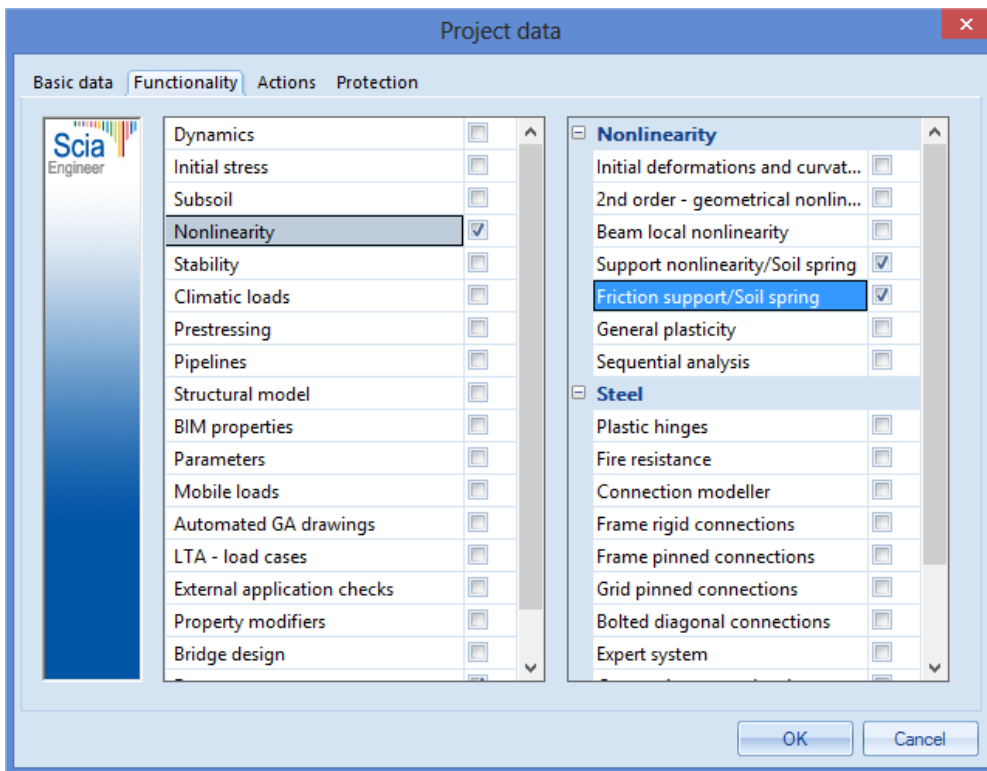 Project data
Basic data Functionality Actions Protection
Scia
Engineer
Dynamics
Initial stress
Subsoil
Nonlinearity
Stability
Climatic loads
Prestressing
Pipelines
Structural model
BIM properties
Parameters
Mobile loads
Automated GA drawings
LTA - load cases
External application checks
Property modifiers
Bridge design
Nonlinearity
Initial deformations and curvat...
2nd order - geometrical nonlin...
Beam local nonlinearity
Support nonlinearity/Soil spring
Friction support/Soil spring
General plasticity
Sequential analysis
Steel
Plastic hinges
Fire resistance
Connection modeller
Frame rigid connections
Frame pinned connections
Grid pinned connections
Bolted diagonal connections
Expert system
OK Cancel